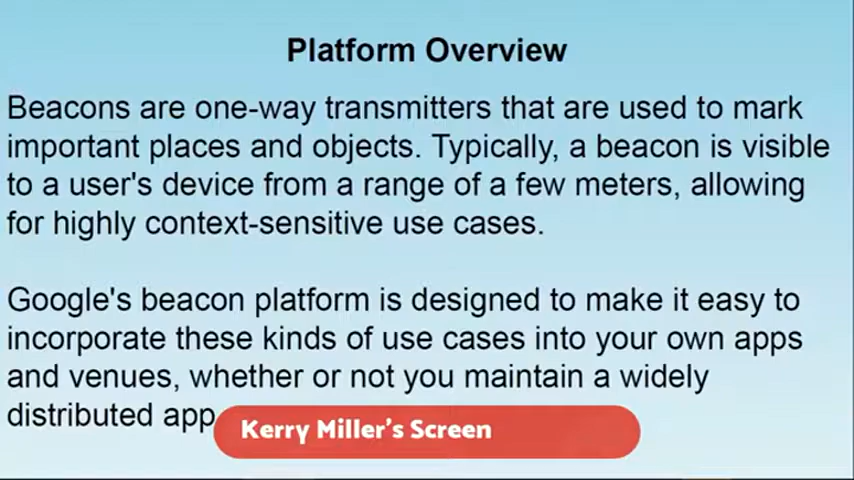 Platform Overview
Beacons are one-way transmitters that are used to mark
important places and objects. Typically, a beacon is visible
to a user's device from a range of a few meters, allowing
for highly context-sensitive use cases.
Google's beacon platform is designed to make it easy to
incorporate these kinds of use cases into your own apps
and venues, whether or not you maintain a widely
distributed app
Kerry Miller's Screen